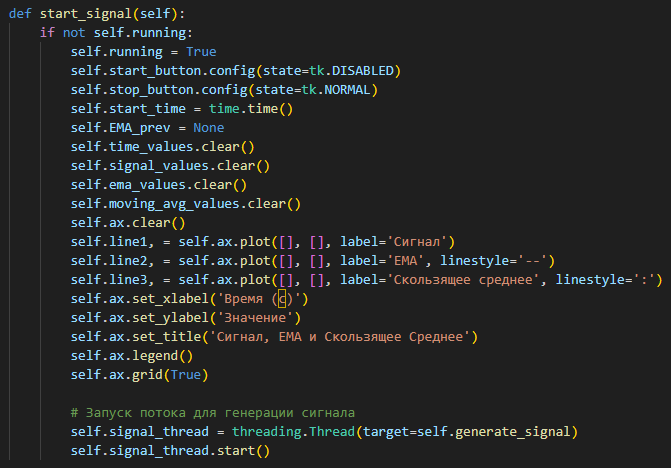 def start_signal(self):
    if not self.running:
        self.running = True
        self.start_button.config(state=tk.DISABLED)
        self.stop_button.config(state=tk.NORMAL)
        self.start_time = time.time()
        self.EMA_prev = None
        self.time_values.clear()
        self.signal_values.clear()
        self.ema_values.clear()
        self.moving_avg_values.clear()
        self.ax.clear()
        self.line1, = self.ax.plot([], [], label='Сигнал')
        self.line2, = self.ax.plot([], [], label='EMA', linestyle='--')
        self.line3, = self.ax.plot([], [], label='Скользящее среднее', linestyle=':')
        self.ax.set_xlabel('Время (с)')
        self.ax.set_ylabel('Значение')
        self.ax.set_title('Сигнал, EMA и Скользящее Среднее')
        self.ax.legend()
        self.ax.grid(True)

        # Запуск потока для генерации сигнала
        self.signal_thread = threading.Thread(target=self.generate_signal)
        self.signal_thread.start()